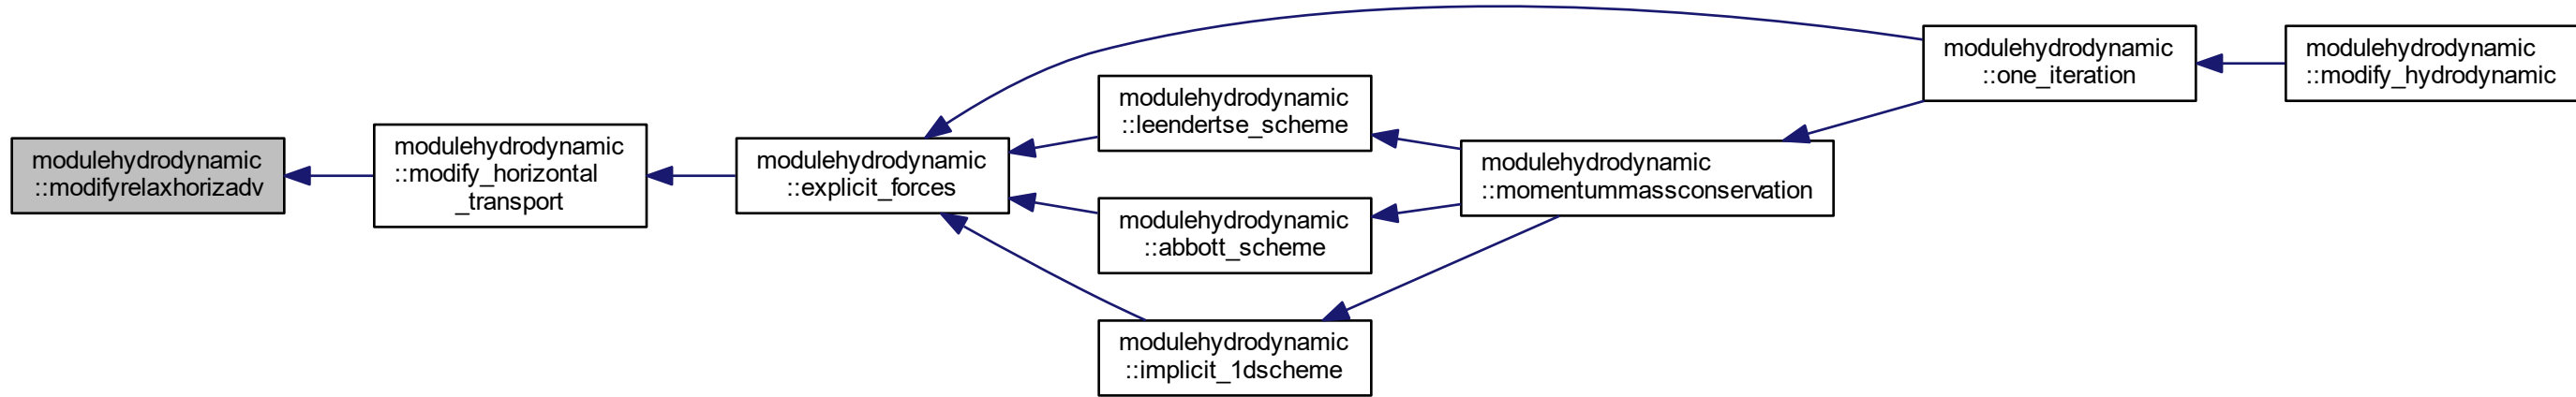 modulehydrodynamic
::modifyrelaxhorizadv
modulehydrodynamic
::modify_horizontal
_transport
modulehydrodynamic
::explicit_forces
modulehydrodynamic
::leendertse_scheme
modulehydrodynamic
::abbott_scheme
modulehydrodynamic
::implicit_1dscheme
modulehydrodynamic
::momentummassconservation
modulehydrodynamic
::one_iteration
modulehydrodynamic
::modify_hydrodynamic